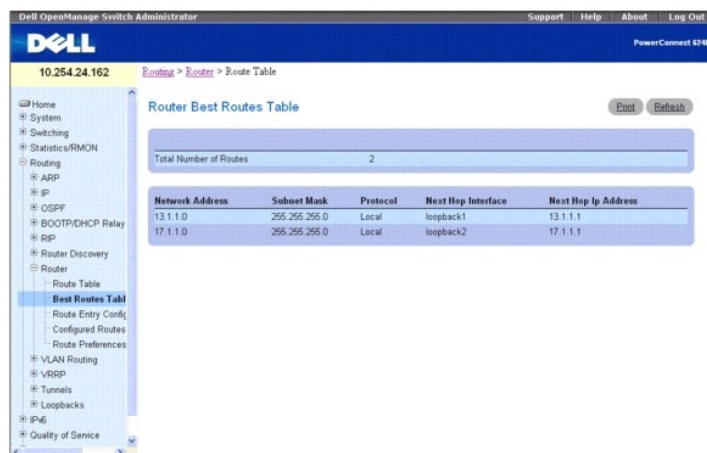 Dell OpenManage Switch Administrator
Support Help About Log Out
DELL
PowerConnect
10.254.24.162
Routing > Router > Route Table
Home
System
Switching
Statistics/RMON
Routing
ARP
IP
OSPF
BOOTP/DHCP Relay
RIP
Router Discovery
Router
Route Table
Best Routes Tabl
Route Entry Config
Configured Routes
Route Preferences
VLAN Routing
VRRP
Tunnels
Loopbacks
IPv6
Quality of Service
Router Best Routes Table
Print Refresh
Total Number of Routes 2
Network Address Subnet Mask Protocol Next Hop Interface Next Hop Ip Address
13.1.1.0 255.255.255.0 Local loopback1 13.1.1.1
17.1.1.0 255.255.255.0 Local loopback2 17.1.1.1